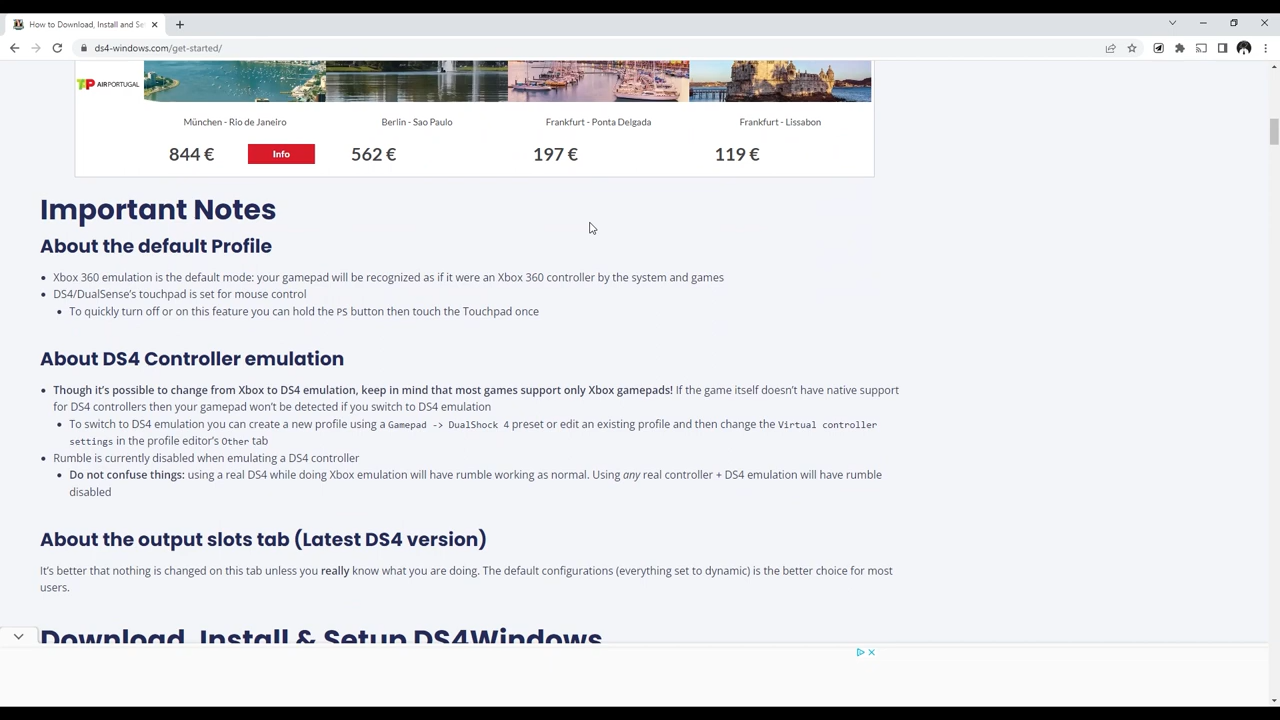 How to Download, Install and Se
ds4-windows.com/get-started/
TP AIRPORTUGAL
München - Rio de Janeiro
Berlin - Sao Paulo
Frankfurt - Ponta Delgada
Frankfurt - Lissabon
844 €
Info
562 €
197 €
119 €
Important Notes
About the default Profile
Xbox 360 emulation is the default mode: your gamepad will be recognized as if it were an Xbox 360 controller by the system and games
DS4/DualSense's touchpad is set for mouse control
To quickly turn off or on this feature you can hold the PS button then touch the Touchpad once
About DS4 Controller emulation
Though it's possible to change from Xbox to DS4 emulation, keep in mind that most games support only Xbox gamepads! If the game itself doesn't have native support
for DS4 controllers then your gamepad won't be detected if you switch to DS4 emulation
To switch to DS4 emulation you can create a new profile using a Gamepad -> DualShock 4 preset or edit an existing profile and then change the Virtual controller
settings in the profile editor's Other tab
Rumble is currently disabled when emulating a DS4 controller
Do not confuse things: using a real DS4 while doing Xbox emulation will have rumble working as normal. Using any real controller + DS4 emulation will have rumble
disabled
About the output slots tab (Latest DS4 version)
It's better that nothing is changed on this tab unless you really know what you are doing. The default configurations (everything set to dynamic) is the better choice for most
users.
Download, Install & Setup DS4Windows